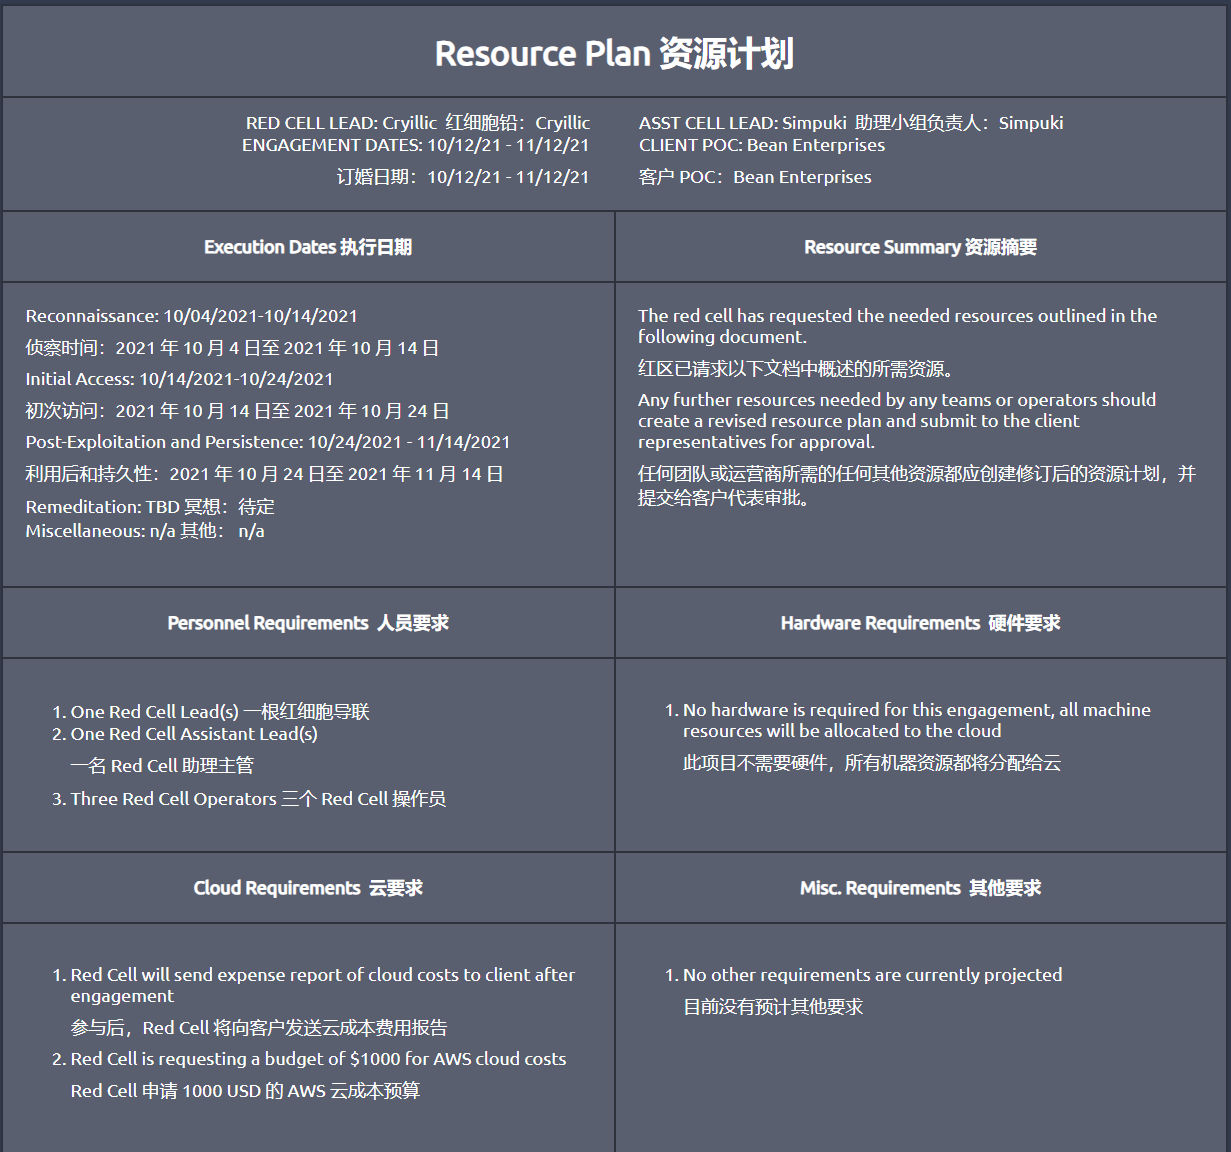 Resource Plan 资源计划
RED CELL LEAD: Cryillic 红细胞铅：Cryillic
ENGAGEMENT DATES: 10/12/21 - 11/12/21
订婚日期：10/12/21 - 11/12/21
ASST CELL LEAD: Simpuki 助理小组负责人：Simpuki
CLIENT POC: Bean Enterprises
客户 POC：Bean Enterprises
Execution Dates 执行日期
Reconnaissance: 10/04/2021-10/14/2021
侦察时间：2021 年 10 月 4 日至 2021 年 10 月 14 日
Initial Access: 10/14/2021-10/24/2021
初次访问：2021 年 10 月 14 日至 2021 年 10 月 24 日
Post-Exploitation and Persistence: 10/24/2021 - 11/14/2021
利用后和持久性：2021 年 10 月 24 日至 2021 年 11 月 14 日
Remeditation: TBD 冥想：待定
Miscellaneous: n/a 其他： n/a
Resource Summary 资源摘要
The red cell has requested the needed resources outlined in the
following document.
红区已请求以下文档中概述的所需资源。
Any further resources needed by any teams or operators should
create a revised resource plan and submit to the client
representatives for approval.
任何团队或运营商所需的任何其他资源都应创建修订后的资源计划，并
提交给客户代表审批。
Personnel Requirements 人员要求
1. One Red Cell Lead(s) 一根红细胞导联
2. One Red Cell Assistant Lead(s)
一名 Red Cell 助理主管
3. Three Red Cell Operators 三个 Red Cell 操作员
Hardware Requirements 硬件要求
1. No hardware is required for this engagement, all machine
resources will be allocated to the cloud
此项目不需要硬件，所有机器资源都将分配给云
Cloud Requirements 云要求
1. Red Cell will send expense report of cloud costs to client after
engagement
参与后，Red Cell 将向客户发送云成本费用报告
2. Red Cell is requesting a budget of $1000 for AWS cloud costs
Red Cell 申请 1000 USD 的 AWS 云成本预算
Misc. Requirements 其他要求
1. No other requirements are currently projected
目前没有预计其他要求